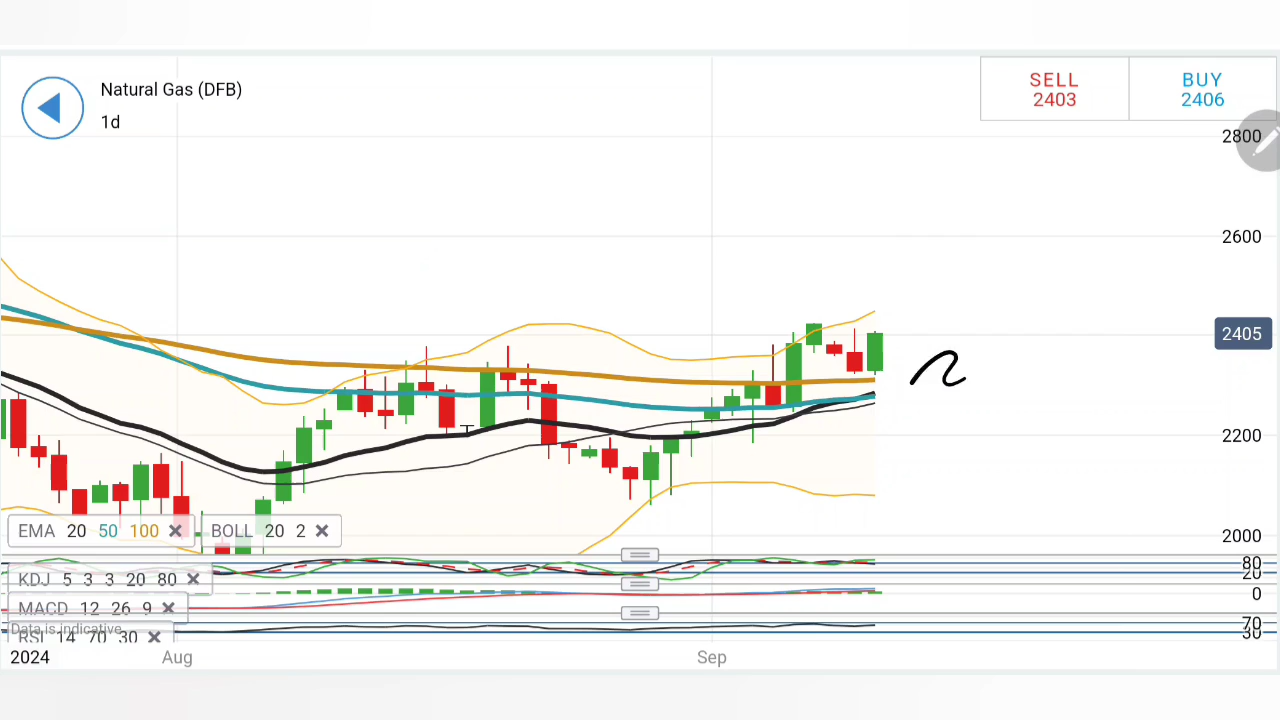 Natural Gas (DFB)
1d
SELL
2403
BUY
2406
2800
2600
2405
2200
2000
EMA 20 50 100
BOLL 20 2
KDJ 5 3 3 20 80
80
20
MACD 12 26 9
0
Data is indicative
RSI 14 70 30
70
30
2024
Aug
Sep